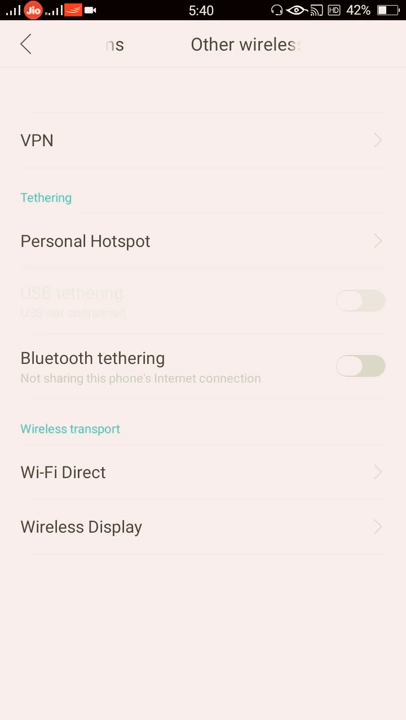 Jio 5:40 HD 42%
ns Other wireless
VPN
Tethering
Personal Hotspot
USB tethering
USB not connected
Bluetooth tethering
Not sharing this phone's Internet connection
Wireless transport
Wi-Fi Direct
Wireless Display